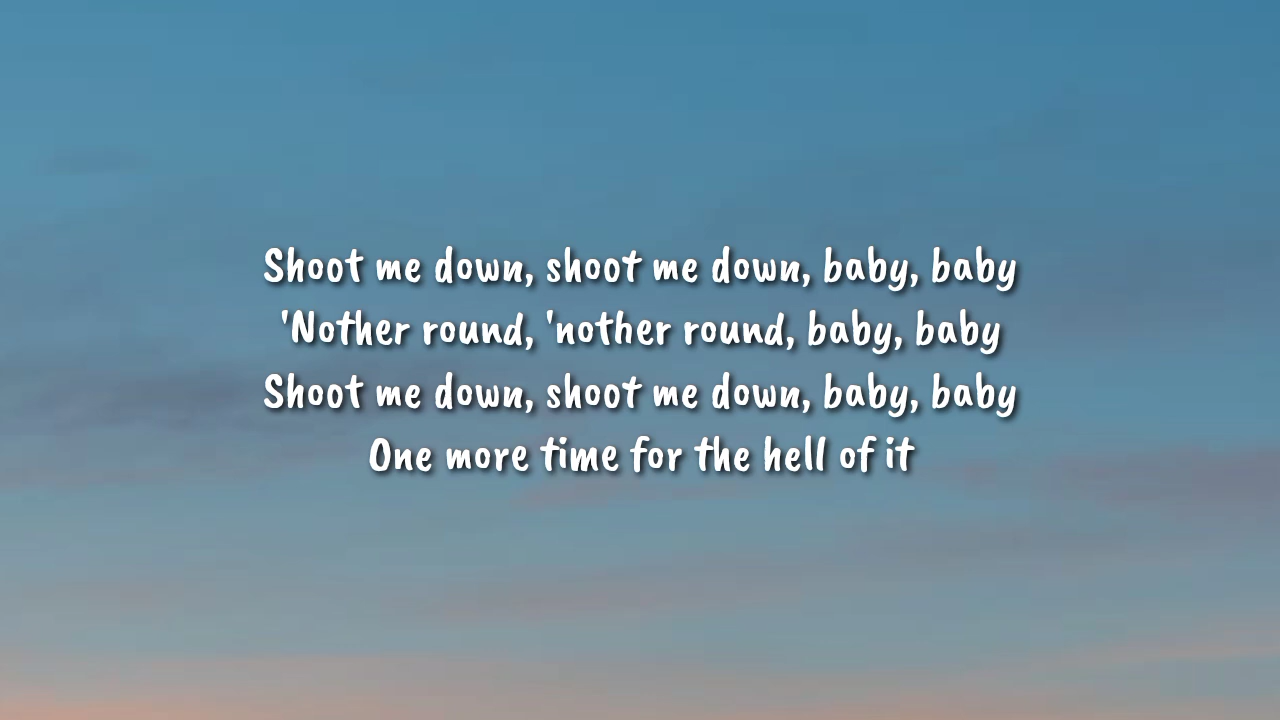 Shoot me down, shoot me down, baby, baby
'Nother round, 'nother round, baby, baby
Shoot me down, shoot me down, baby, baby
One more time for the hell of it